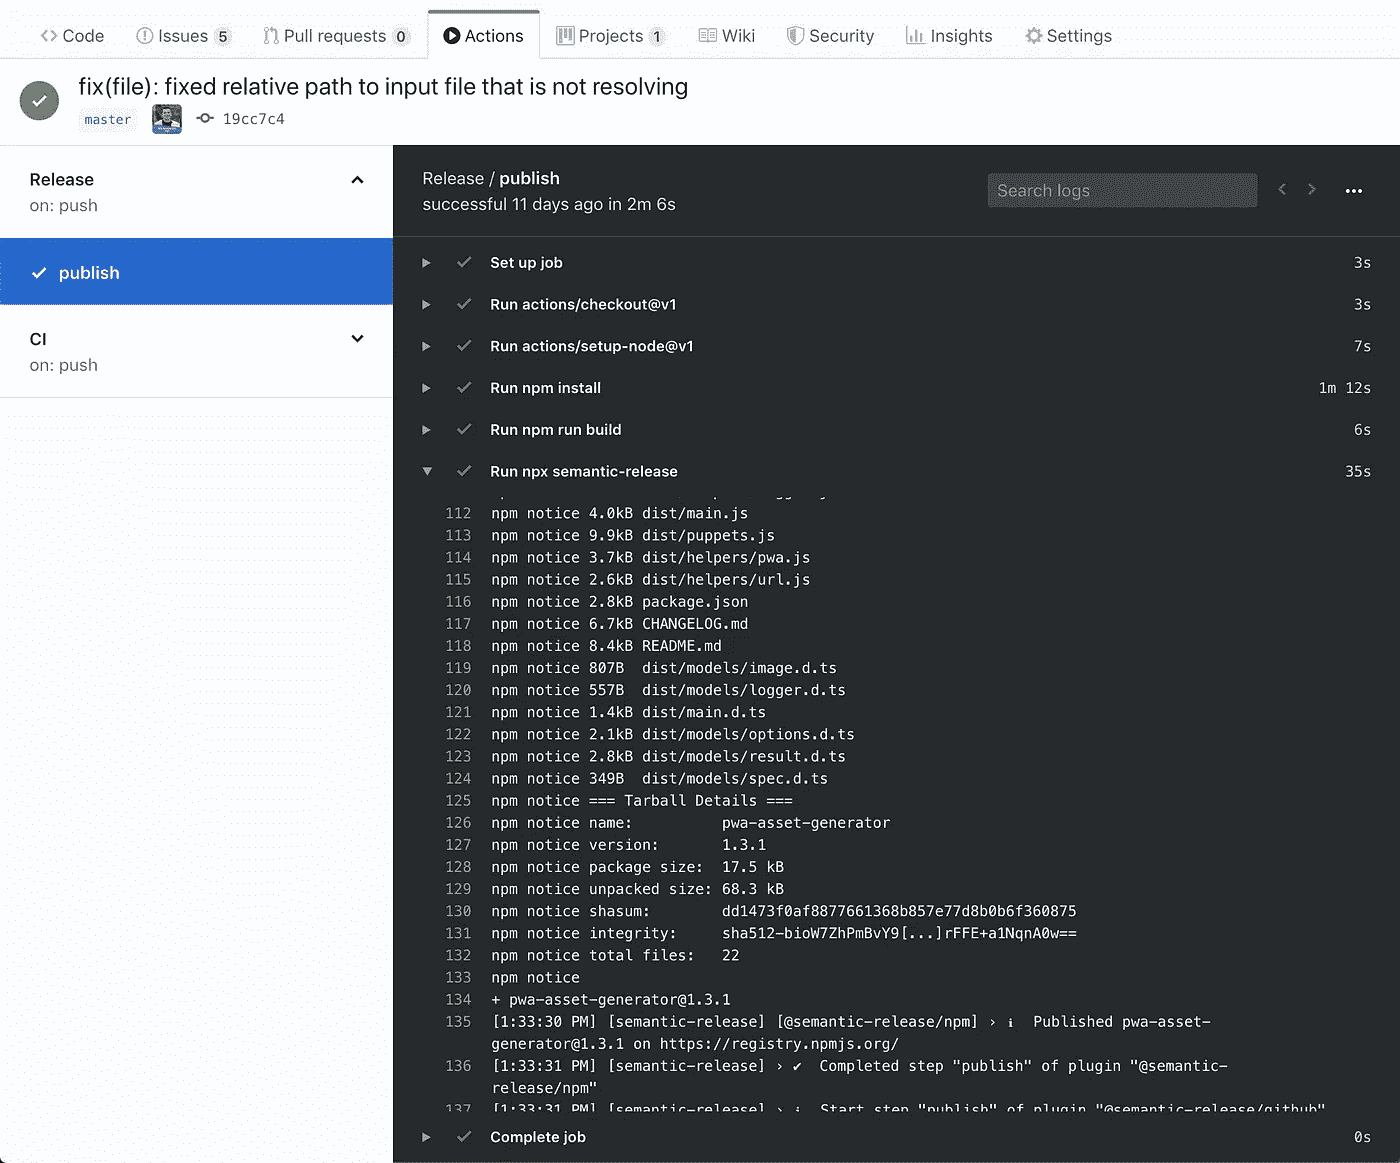 Code Issues 5 Pull requests 0 Actions Projects 1 Wiki Security Insights Settings
fix(file): fixed relative path to input file that is not resolving
master 19cc7c4
Release
on: push
publish
CI
on: push
Release / publish
successful 11 days ago in 2m 6s
Search logs
Set up job 3s
Run actions/checkout@v1 3s
Run actions/setup-node@v1 7s
Run npm install 1m 12s
Run npm run build 6s
Run npx semantic-release 35s
112 npm notice 4.0kB dist/main.js
113 npm notice 9.9kB dist/puppets.js
114 npm notice 3.7kB dist/helpers/pwa.js
115 npm notice 2.6kB dist/helpers/url.js
116 npm notice 2.8kB package.json
117 npm notice 6.7kB CHANGELOG.md
118 npm notice 8.4kB README.md
119 npm notice 807B dist/models/image.d.ts
120 npm notice 557B dist/models/logger.d.ts
121 npm notice 1.4kB dist/main.d.ts
122 npm notice 2.1kB dist/models/options.d.ts
123 npm notice 2.8kB dist/models/result.d.ts
124 npm notice 349B dist/models/spec.d.ts
125 npm notice === Tarball Details ===
126 npm notice name: pwa-asset-generator
127 npm notice version: 1.3.1
128 npm notice package size: 17.5 kB
129 npm notice unpacked size: 68.3 kB
130 npm notice shasum: dd1473f0af8877661368b857e77d8b0b6f360875
131 npm notice integrity: sha512-bioW7ZhPmBvY9[...]rFFE+a1NqnA0w==
132 npm notice total files: 22
133 npm notice
134 + pwa-asset-generator@1.3.1
135 [1:33:30 PM] [semantic-release] [@semantic-release/npm] › ℹ Published pwa-asset-
generator@1.3.1 on https://registry.npmjs.org/
136 [1:33:31 PM] [semantic-release] › ✔ Completed step "publish" of plugin "@semantic-
release/npm"
137 [1:33:31 PM] [semantic-release] › ℹ Start step "publish" of plugin "@semantic-release/github"
Complete job 0s